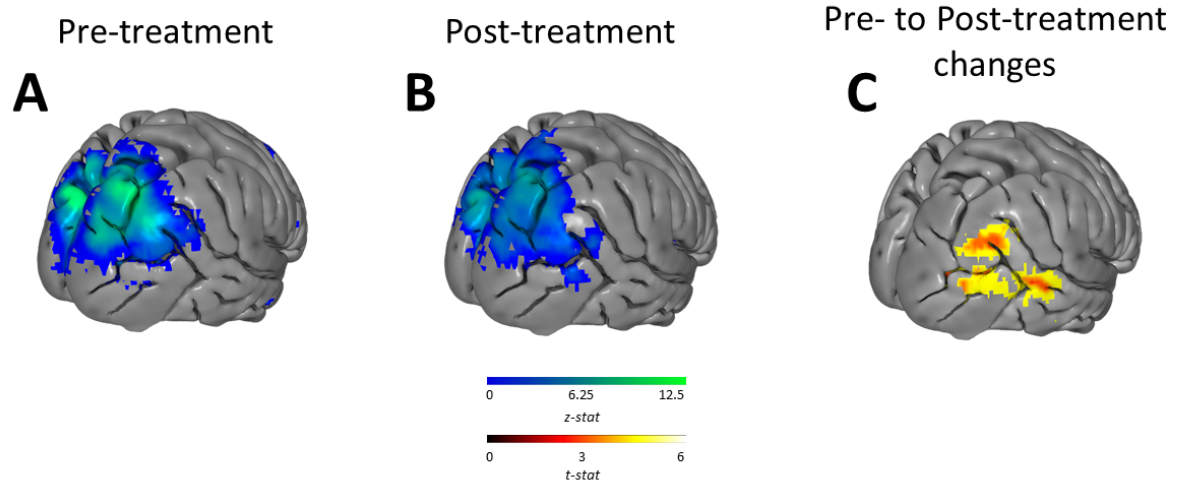 Pre-treatment
Post-treatment
Pre- to Post-treatment
changes
A
B
C
0 6.25 12.5
z-stat
0 3 6
t-stat